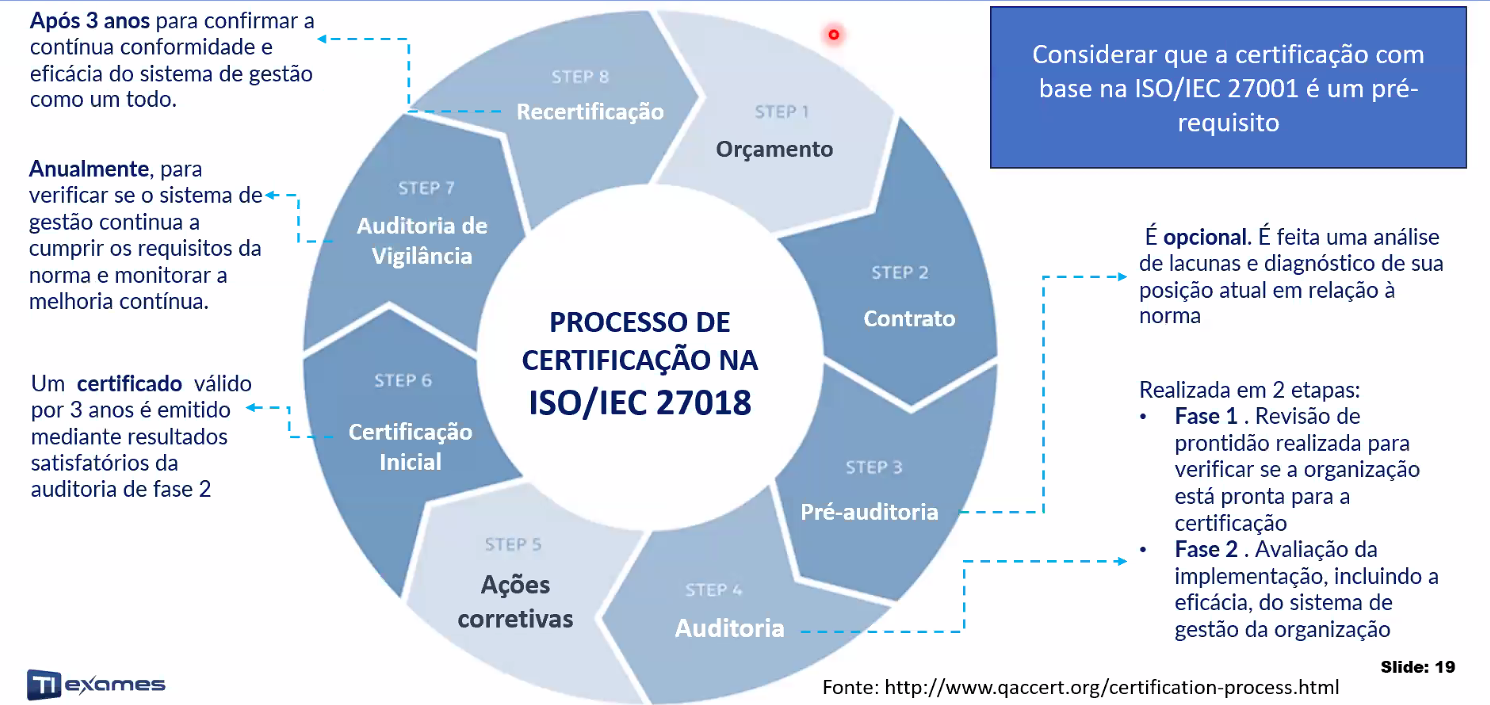 Após 3 anos para confirmar a
contínua conformidade e
eficácia do sistema de gestão
como um todo.
Anualmente, para
verificar se o sistema de
gestão continua a
cumprir os requisitos da
norma e monitorar a
melhoria contínua.
Um certificado válido
por 3 anos é emitido
mediante resultados
satisfatórios da
auditoria de fase 2
PROCESSO DE
CERTIFICAÇÃO NA
ISO/IEC 27018
STEP 1
Orçamento
STEP 2
Contrato
STEP 3
Pré-auditoria
STEP 4
Auditoria
STEP 5
Ações
corretivas
STEP 6
Certificação
Inicial
STEP 7
Auditoria de
Vigilância
STEP 8
Recertificação
Considerar que a certificação com
base na ISO/IEC 27001 é um pré-
requisito
É opcional. É feita uma análise
de lacunas e diagnóstico de sua
posição atual em relação à
norma
Realizada em 2 etapas:
• Fase 1 . Revisão de
prontidão realizada para
verificar se a organização
está pronta para a
certificação
• Fase 2 . Avaliação da
implementação, incluindo a
eficácia, do sistema de
gestão da organização
Slide: 19
TI exames
Fonte: http://www.qaccert.org/certification-process.html